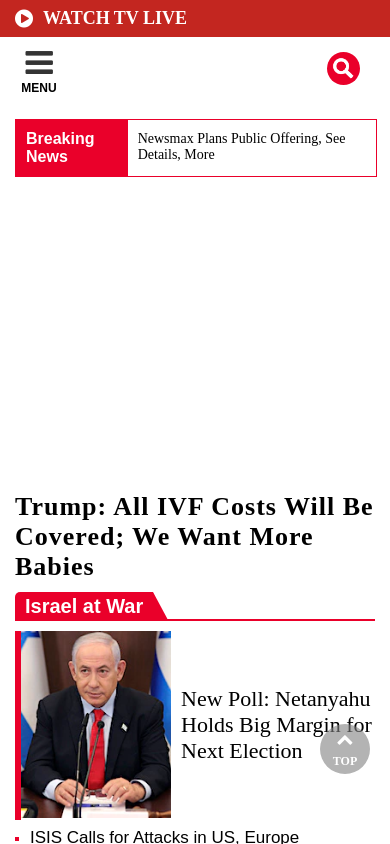 WATCH TV LIVE
MENU
Breaking
News
Newsmax Plans Public Offering, See
Details, More
Trump: All IVF Costs Will Be
Covered; We Want More
Babies
Israel at War
New Poll: Netanyahu
Holds Big Margin for
Next Election
TOP
ISIS Calls for Attacks in US, Europe